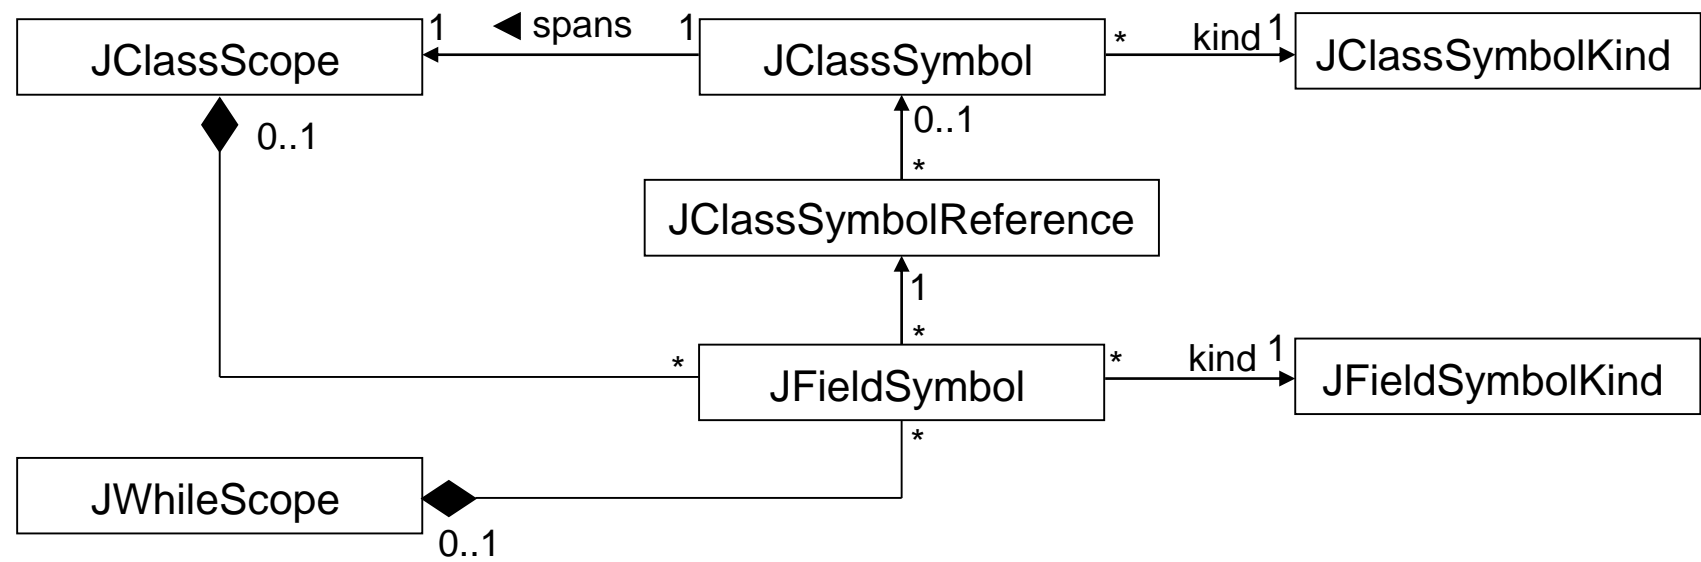 1 ◄ spans 1
JClassScope
JClassSymbol
* kind 1
JClassSymbolKind
0..1
0..1
*
JClassSymbolReference
1
*
*
JFieldSymbol
* kind 1
JFieldSymbolKind
*
JWhileScope
0..1